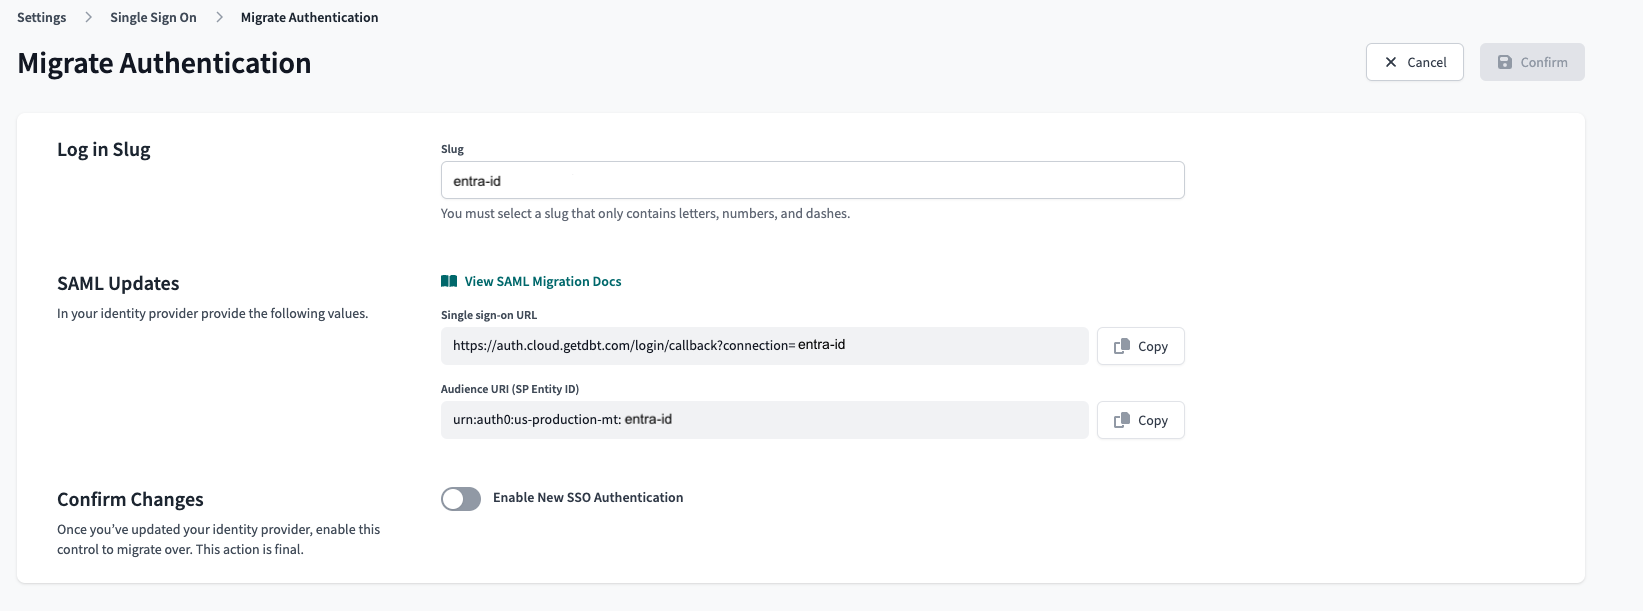 Settings > Single Sign On > Migrate Authentication
Migrate Authentication
Cancel
Confirm
Log in Slug
Slug
entra-id
You must select a slug that only contains letters, numbers, and dashes.
SAML Updates
In your identity provider provide the following values.
View SAML Migration Docs
Single sign-on URL
https://auth.cloud.getdbt.com/login/callback?connection= entra-id
Copy
Audience URI (SP Entity ID)
urn:auth0:us-production-mt: entra-id
Copy
Confirm Changes
Once you’ve updated your identity provider, enable this
control to migrate over. This action is final.
Enable New SSO Authentication